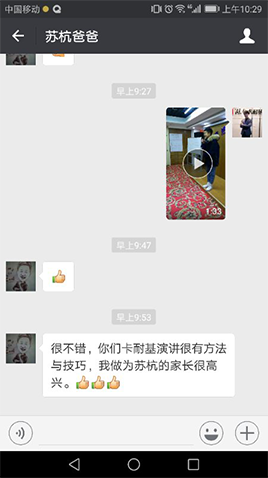 中国移动
上午10:29
苏杭爸爸
早上9:27
1:33
早上9:47
早上9:53
很不错，你们卡耐基演讲很有方法
与技巧，我做为苏杭的家长很高
兴。👍👍👍